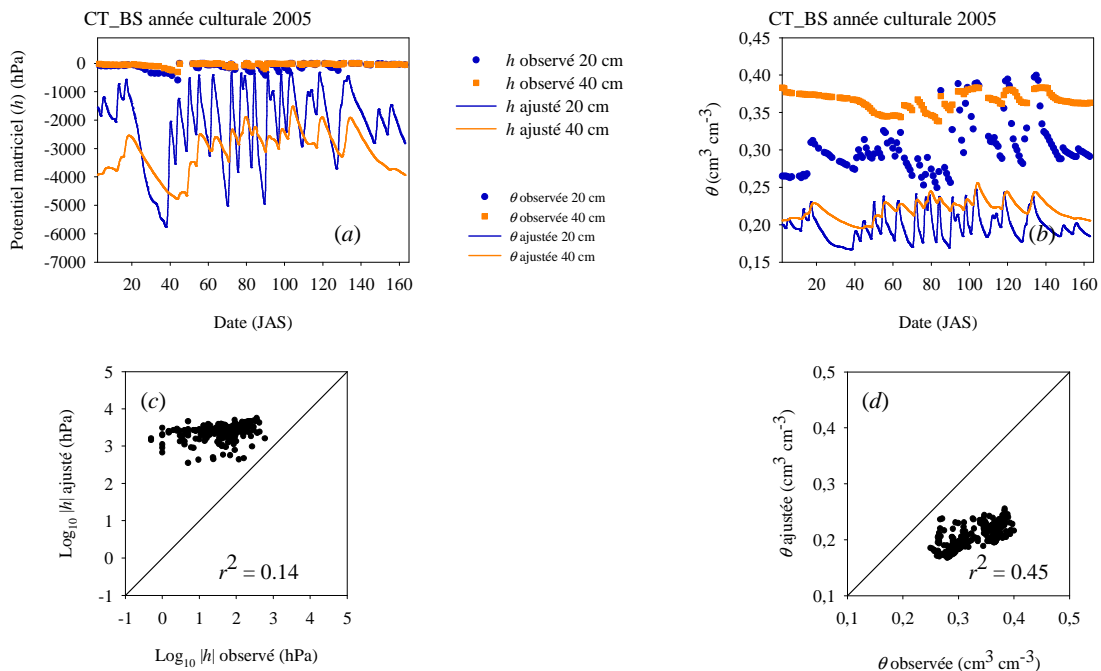 CT_BS année culturale 2005
Potentiel matriciel (h) (hPa)
0
-1000
-2000
-3000
-4000
-5000
-6000
-7000
20 40 60 80 100 120 140 160
Date (JAS)
(a)
h observé 20 cm
h observé 40 cm
h ajusté 20 cm
h ajusté 40 cm
θ observée 20 cm
θ observée 40 cm
θ ajustée 20 cm
θ ajustée 40 cm
CT_BS année culturale 2005
θ (cm³ cm-³)
0,45
0,40
0,35
0,30
0,25
0,20
0,15
20 40 60 80 100 120 140 160
Date (JAS)
(b)
(c)
Log₁₀ |h| ajusté (hPa)
5
4
3
2
1
0
-1
-1 0 1 2 3 4 5
r² = 0.14
Log₁₀ |h| observé (hPa)
(d)
θ ajustée (cm³ cm-³)
0,5
0,4
0,3
0,2
0,1
0,1 0,2 0,3 0,4 0,5
r² = 0.45
θ observée (cm³ cm-³)